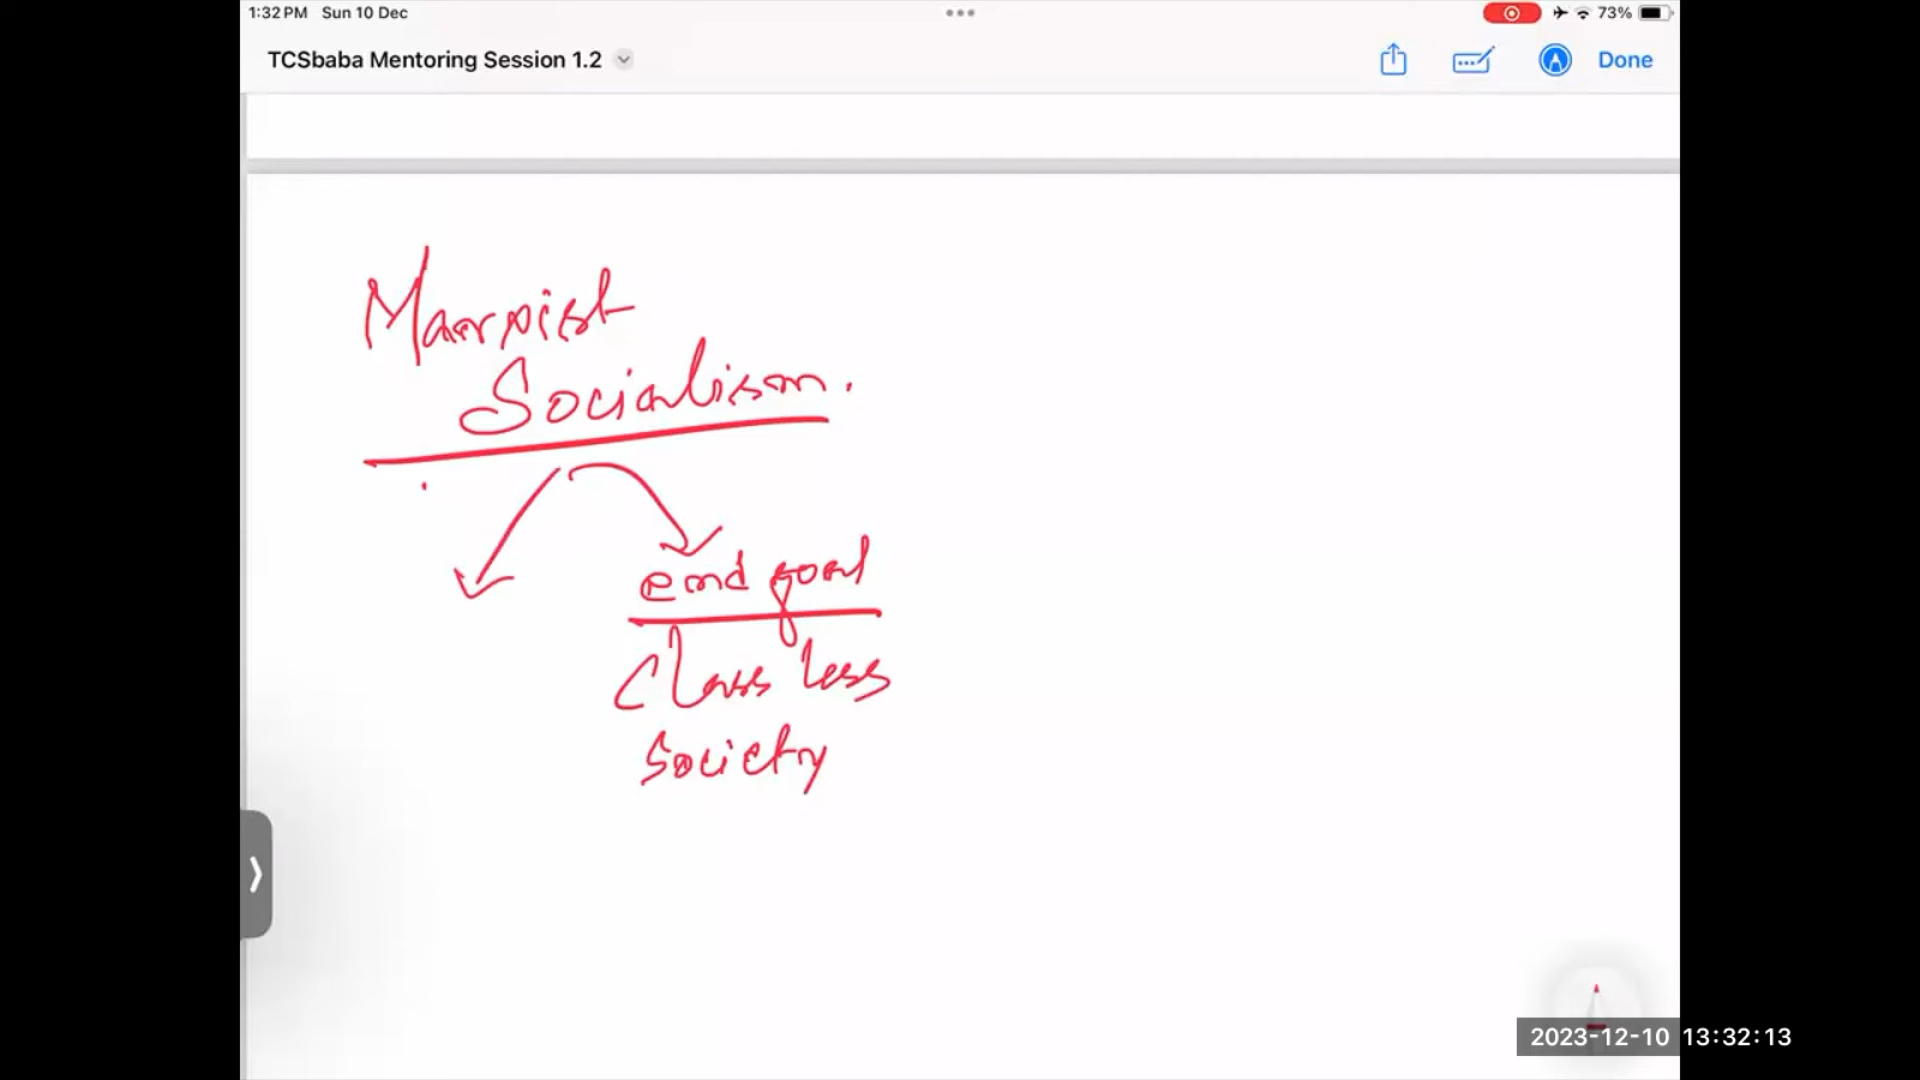 1:32 PM Sun 10 Dec
73%
TCSbaba Mentoring Session 1.2
Done
Marxist
Socialism.
end goal
Class less
Society
2023-12-10 13:32:13